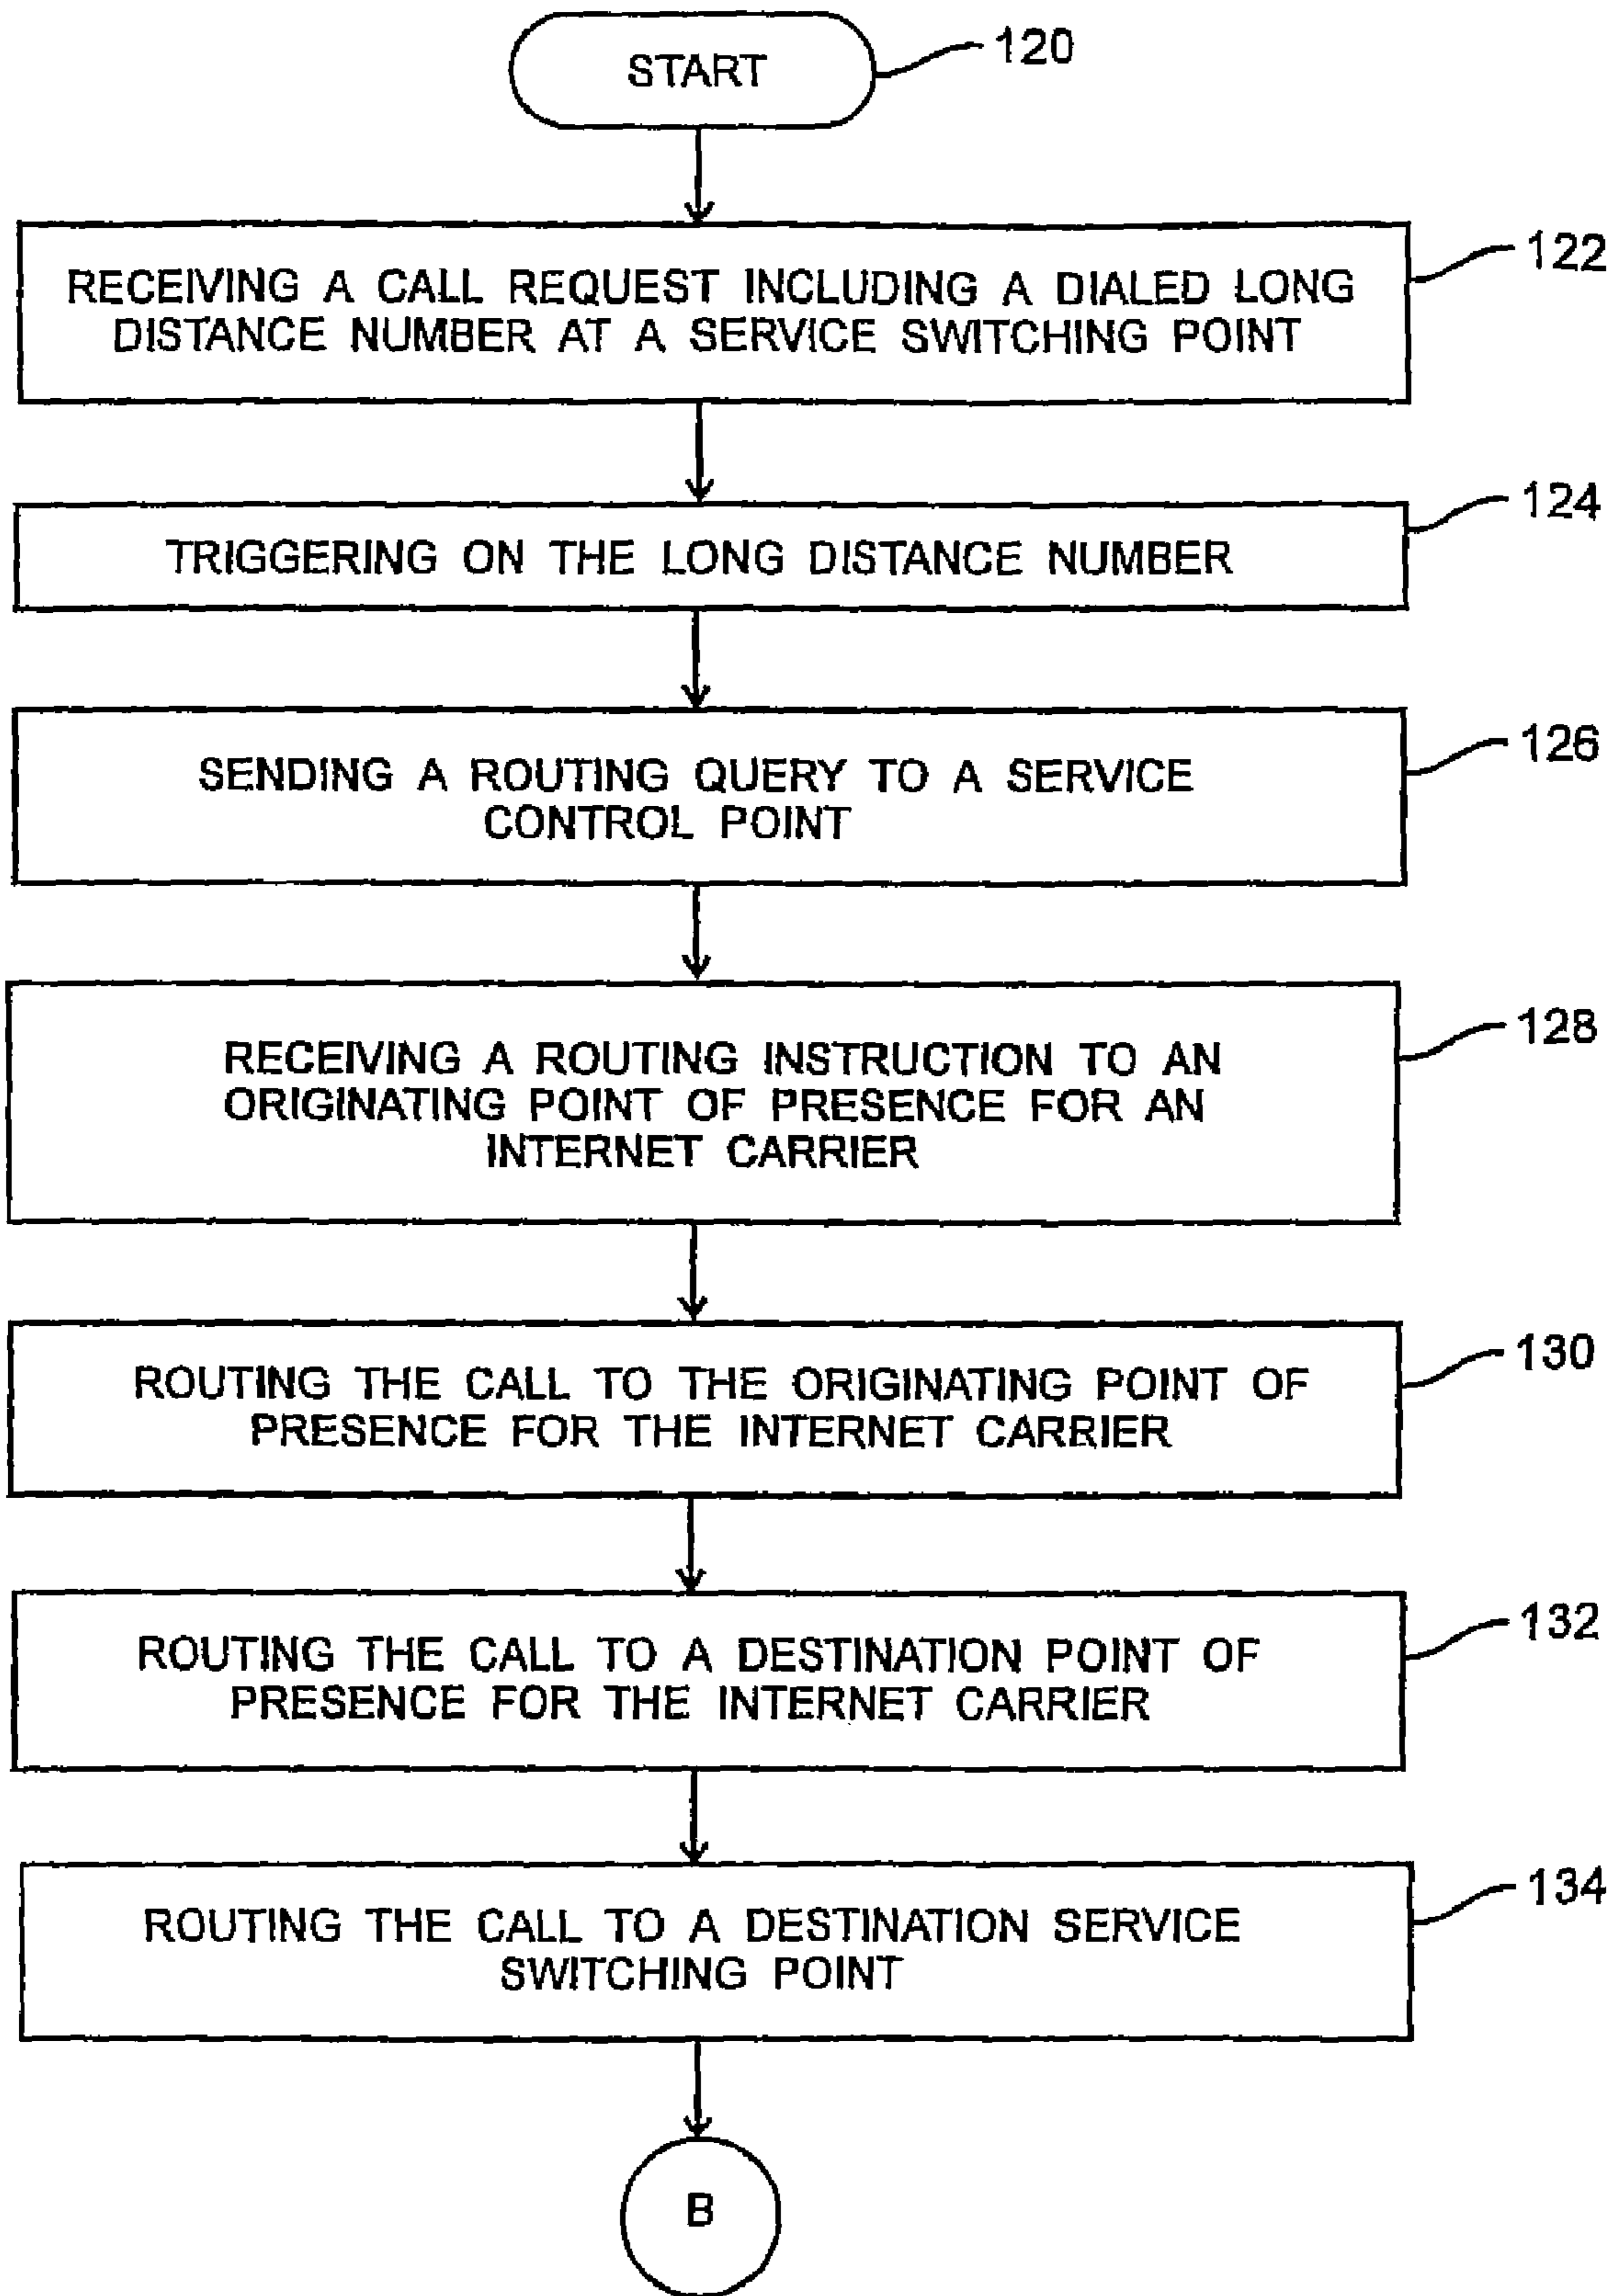 START
120
RECEIVING A CALL REQUEST INCLUDING A DIALED LONG
DISTANCE NUMBER AT A SERVICE SWITCHING POINT
122
TRIGGERING ON THE LONG DISTANCE NUMBER
124
SENDING A ROUTING QUERY TO A SERVICE
CONTROL POINT
126
RECEIVING A ROUTING INSTRUCTION TO AN
ORIGINATING POINT OF PRESENCE FOR AN
INTERNET CARRIER
128
ROUTING THE CALL TO THE ORIGINATING POINT OF
PRESENCE FOR THE INTERNET CARRIER
130
ROUTING THE CALL TO A DESTINATION POINT OF
PRESENCE FOR THE INTERNET CARRIER
132
ROUTING THE CALL TO A DESTINATION SERVICE
SWITCHING POINT
134
B